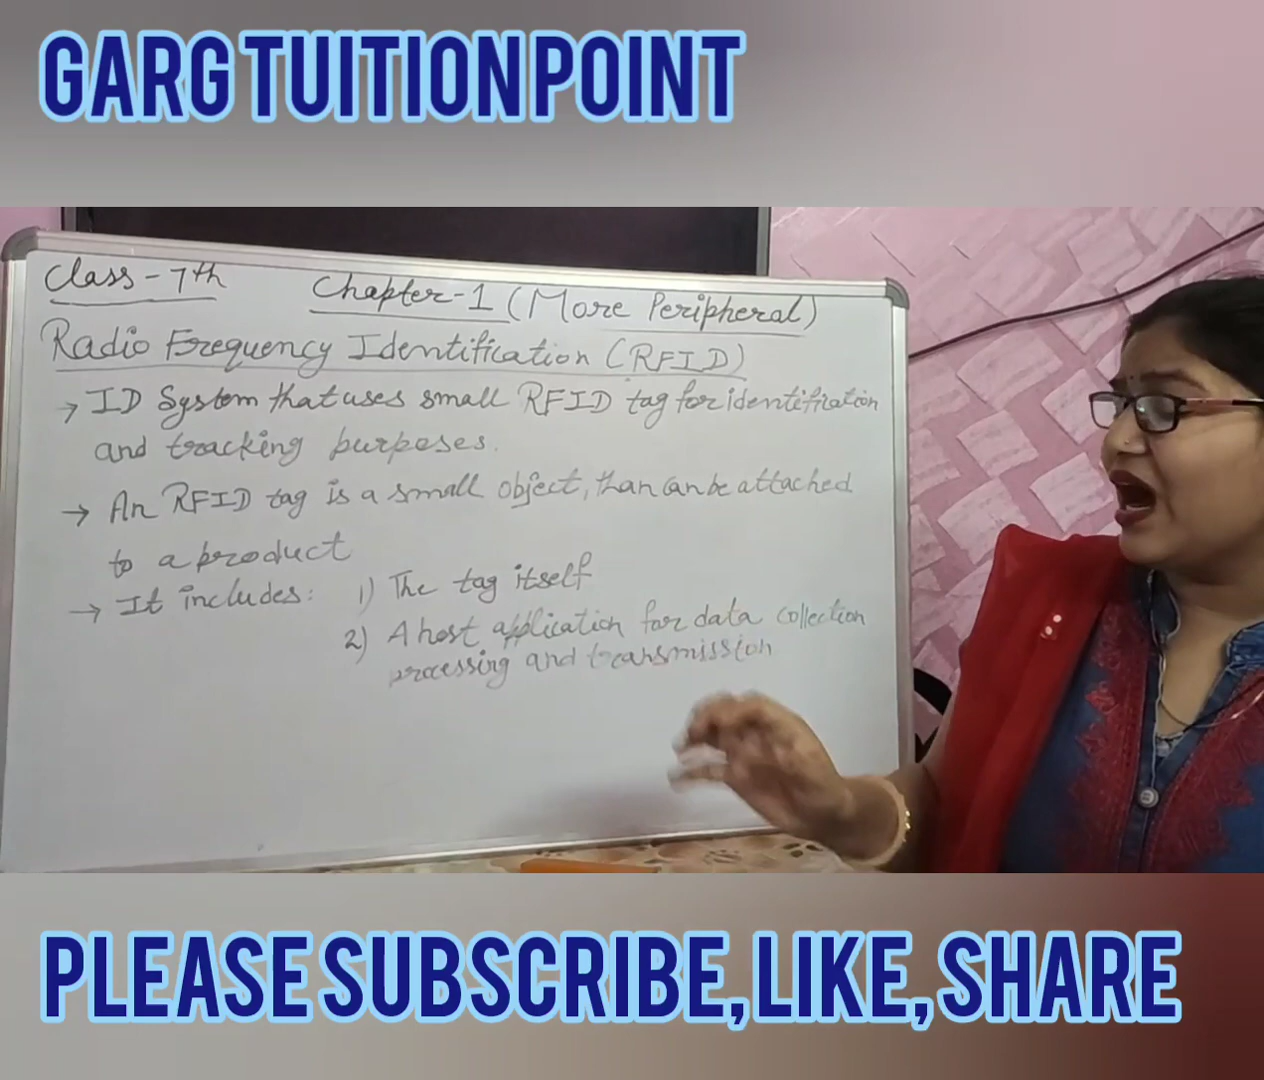 GARG TUITION POINT
Class - 7th
Chapter-1 (More Peripheral)
Radio Frequency Identification (RFID)
→ ID System that uses small RFID tag for identification
and tracking purposes.
→ An RFID tag is a small object, than can be attached
to a product
→ It includes: 1) The tag itself
2) A host application for data collection
processing and transmission
PLEASE SUBSCRIBE, LIKE, SHARE